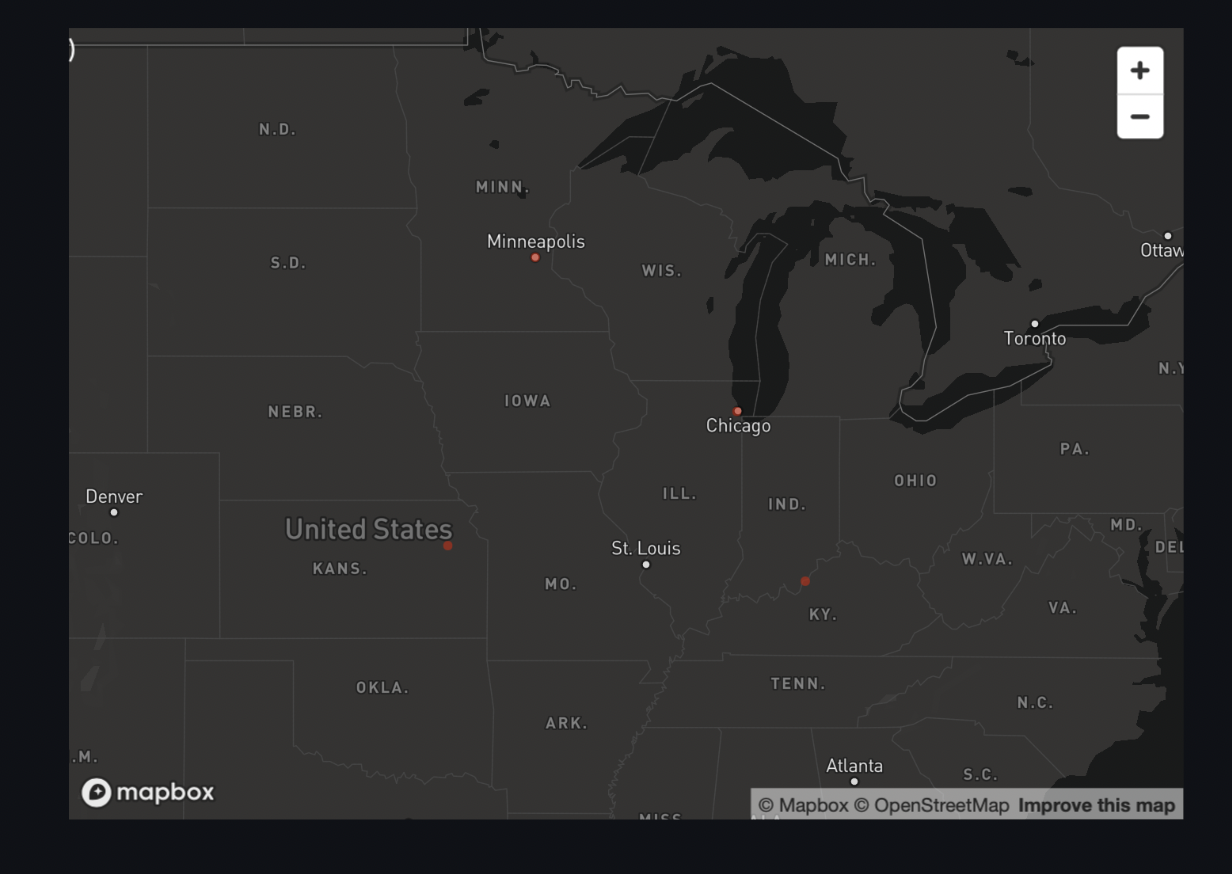 )
+
−
N.D.
MINN.
Minneapolis
S.D.
WIS.
MICH.
Ottaw
Toronto
N.Y
NEBR.
IOWA
Chicago
PA.
OHIO
ILL.
IND.
Denver
COLO.
United States
KANS.
St. Louis
MO.
MD.
DEL
W.VA.
VA.
KY.
OKLA.
TENN.
N.C.
ARK.
.M.
Atlanta
S.C.
mapbox
MISS
ALA
© Mapbox © OpenStreetMap Improve this map